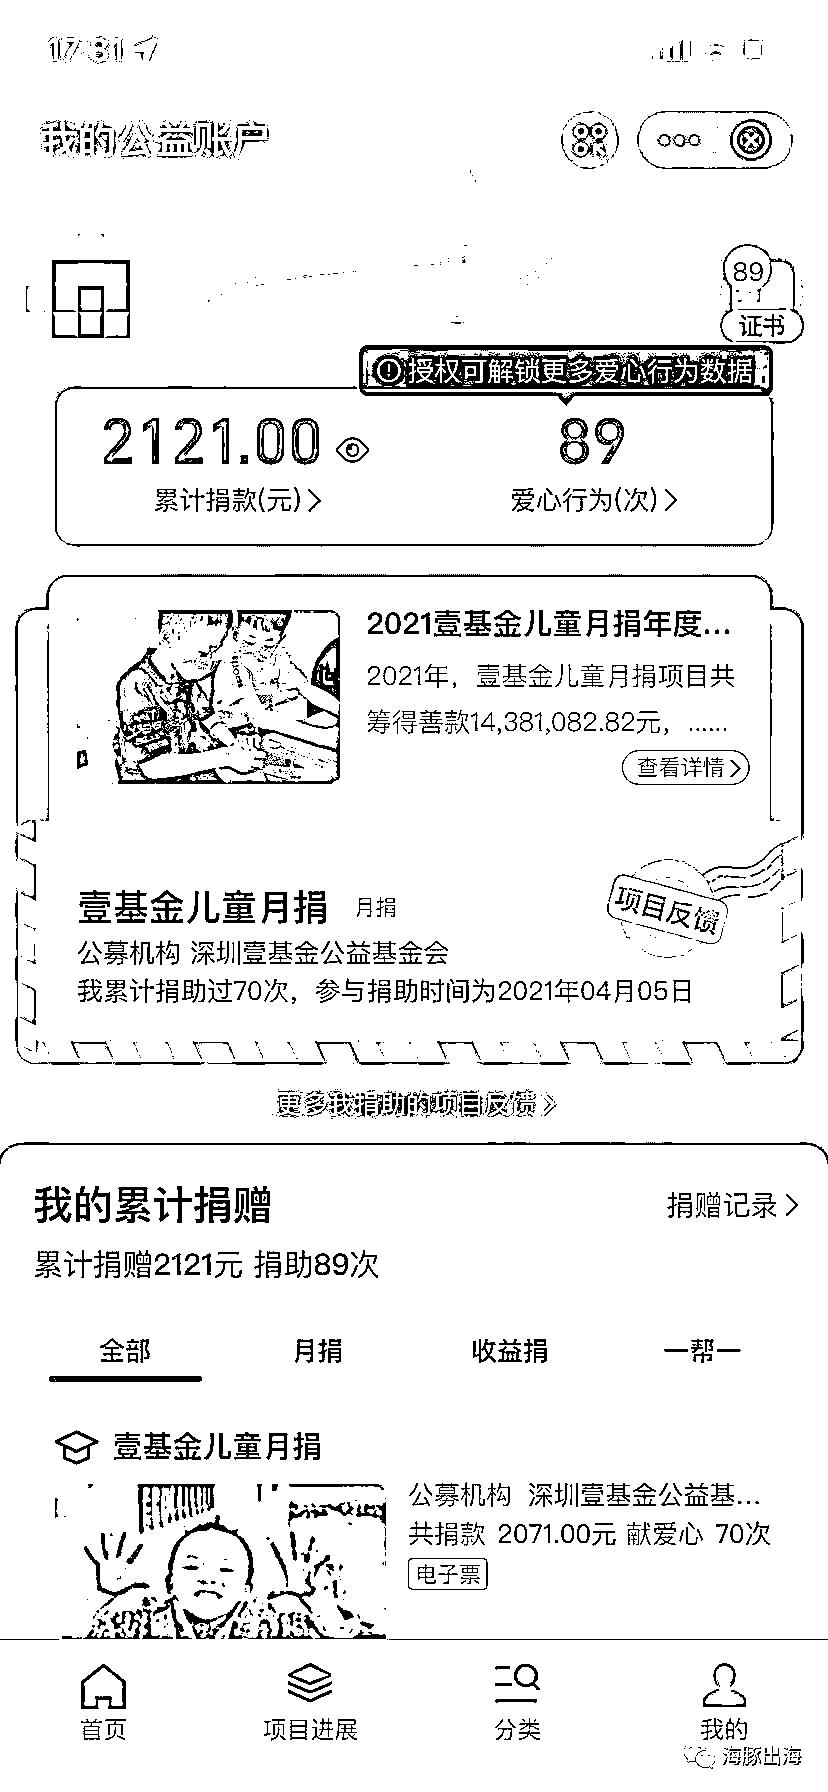 17:31
我的公益账户
89
证书
授权可解锁更多爱心行为数据
2121.00
累计捐款(元)
89
爱心行为(次)
2021壹基金儿童月捐年度...
2021年，壹基金儿童月捐项目共
筹得善款14,381,082.82元，……
查看详情
壹基金儿童月捐 月捐
项目反馈
公募机构 深圳壹基金公益基金会
我累计捐助过70次，参与捐助时间为2021年04月05日
更多我捐助的项目反馈
我的累计捐赠
捐赠记录
累计捐赠2121元 捐助89次
全部 月捐 收益捐 一帮一
壹基金儿童月捐
公募机构 深圳壹基金公益基...
共捐款 2071.00元 献爱心 70次
电子票
首页 项目进展 分类 我的
海豚出海